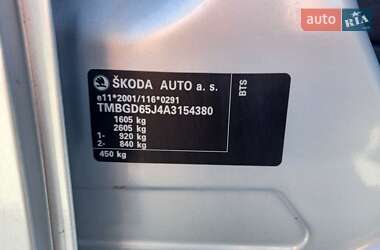 auto RIA
ŠKODA AUTO a. s.
e11*2001/116*0291
TMBGD65J4A3154380
1605 kg
2605 kg
1- 920 kg
2- 840 kg
450 kg
BTS